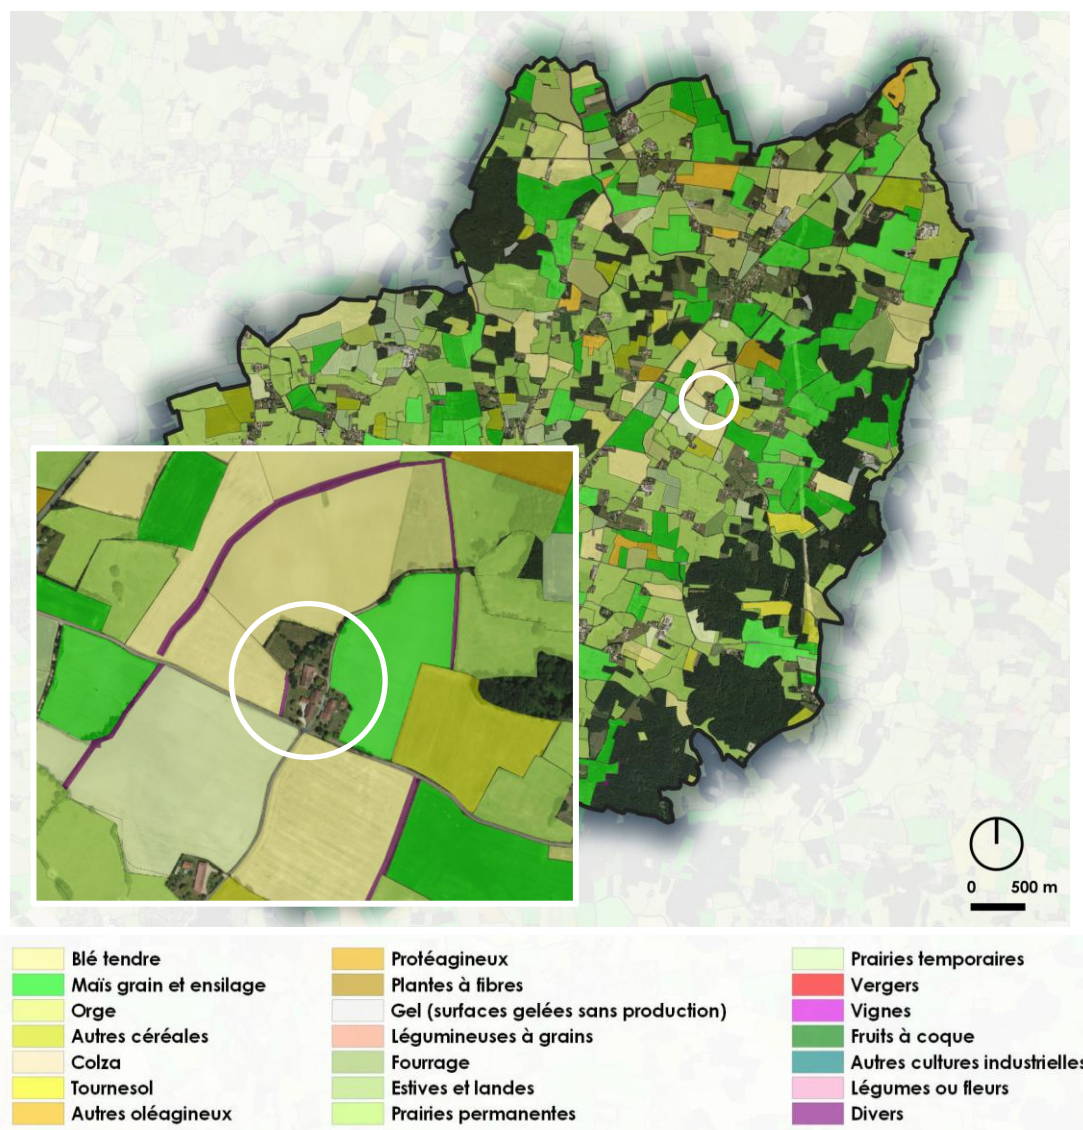 0 500 m
Blé tendre
Maïs grain et ensilage
Orge
Autres céréales
Colza
Tournesol
Autres oléagineux
Protéagineux
Plantes à fibres
Gel (surfaces gelées sans production)
Légumineuses à grains
Fourrage
Estives et landes
Prairies permanentes
Prairies temporaires
Vergers
Vignes
Fruits à coque
Autres cultures industrielles
Légumes ou fleurs
Divers